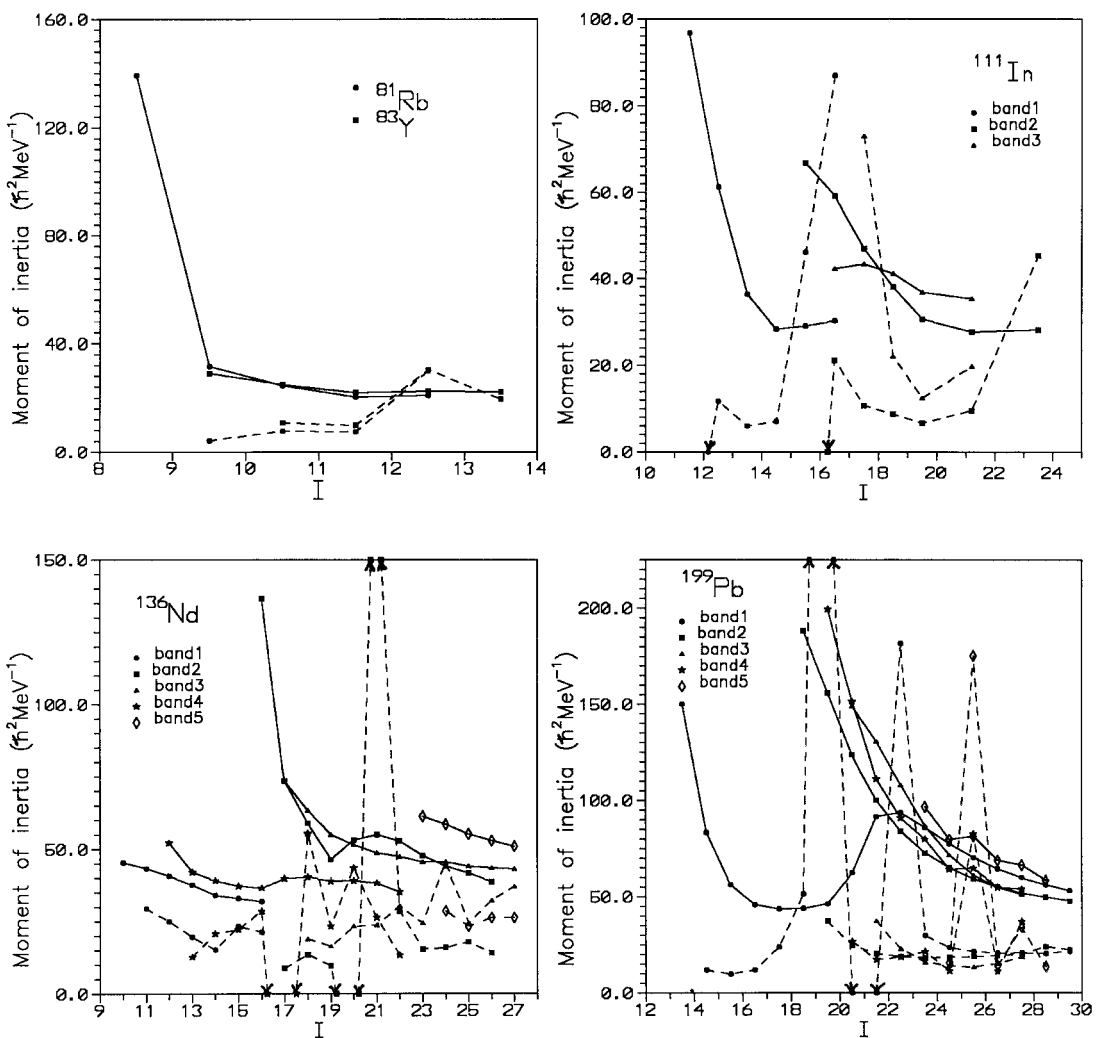 160.0
120.0
80.0
40.0
0.0
8 9 10 11 12 13 14
I
Moment of inertia (ℏ²MeV⁻¹)
⁸¹Rb
⁸³Y
100.0
80.0
60.0
40.0
20.0
0.0
10 12 14 16 18 20 22 24
I
Moment of inertia (ℏ²MeV⁻¹)
¹¹¹In
band1
band2
band3
150.0
100.0
50.0
0.0
9 11 13 15 17 19 21 23 25 27
I
Moment of inertia (ℏ²MeV⁻¹)
¹³⁶Nd
band1
band2
band3
band4
band5
200.0
150.0
100.0
50.0
0.0
12 14 16 18 20 22 24 26 28 30
I
Moment of inertia (ℏ²MeV⁻¹)
¹⁹⁹Pb
band1
band2
band3
band4
band5